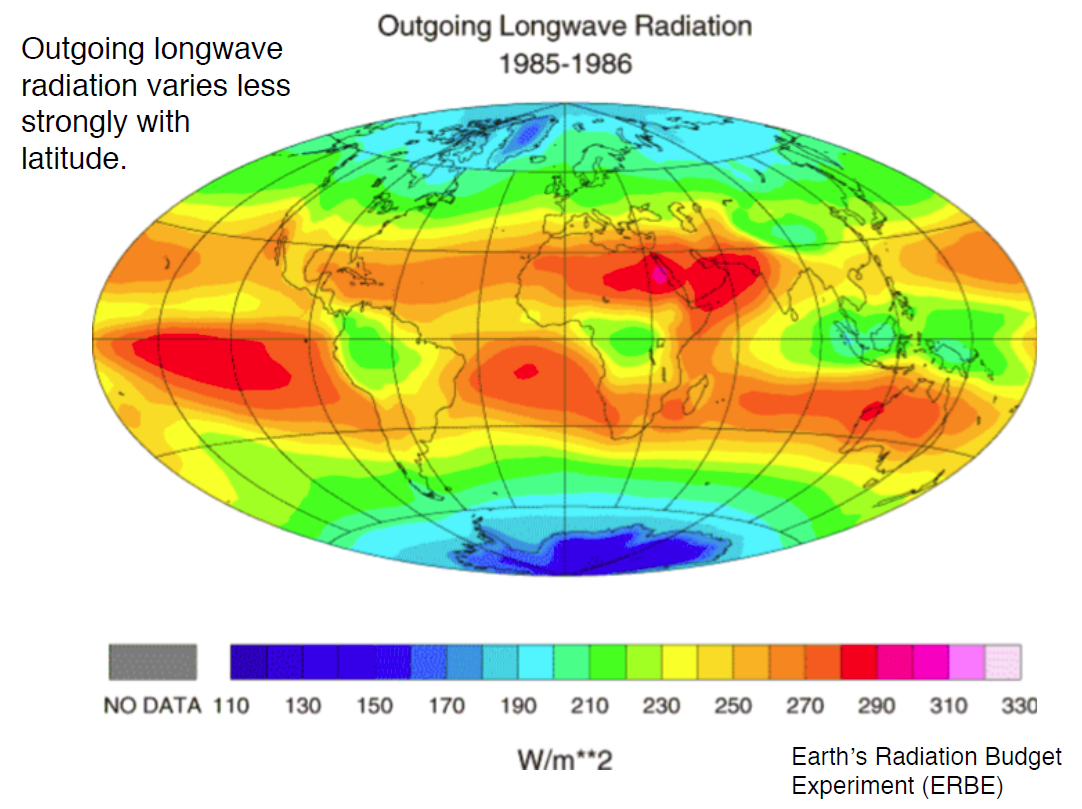 Outgoing Longwave Radiation
1985-1986
Outgoing longwave
radiation varies less
strongly with
latitude.
NO DATA 110 130 150 170 190 210 230 250 270 290 310 330
W/m**2
Earth's Radiation Budget
Experiment (ERBE)